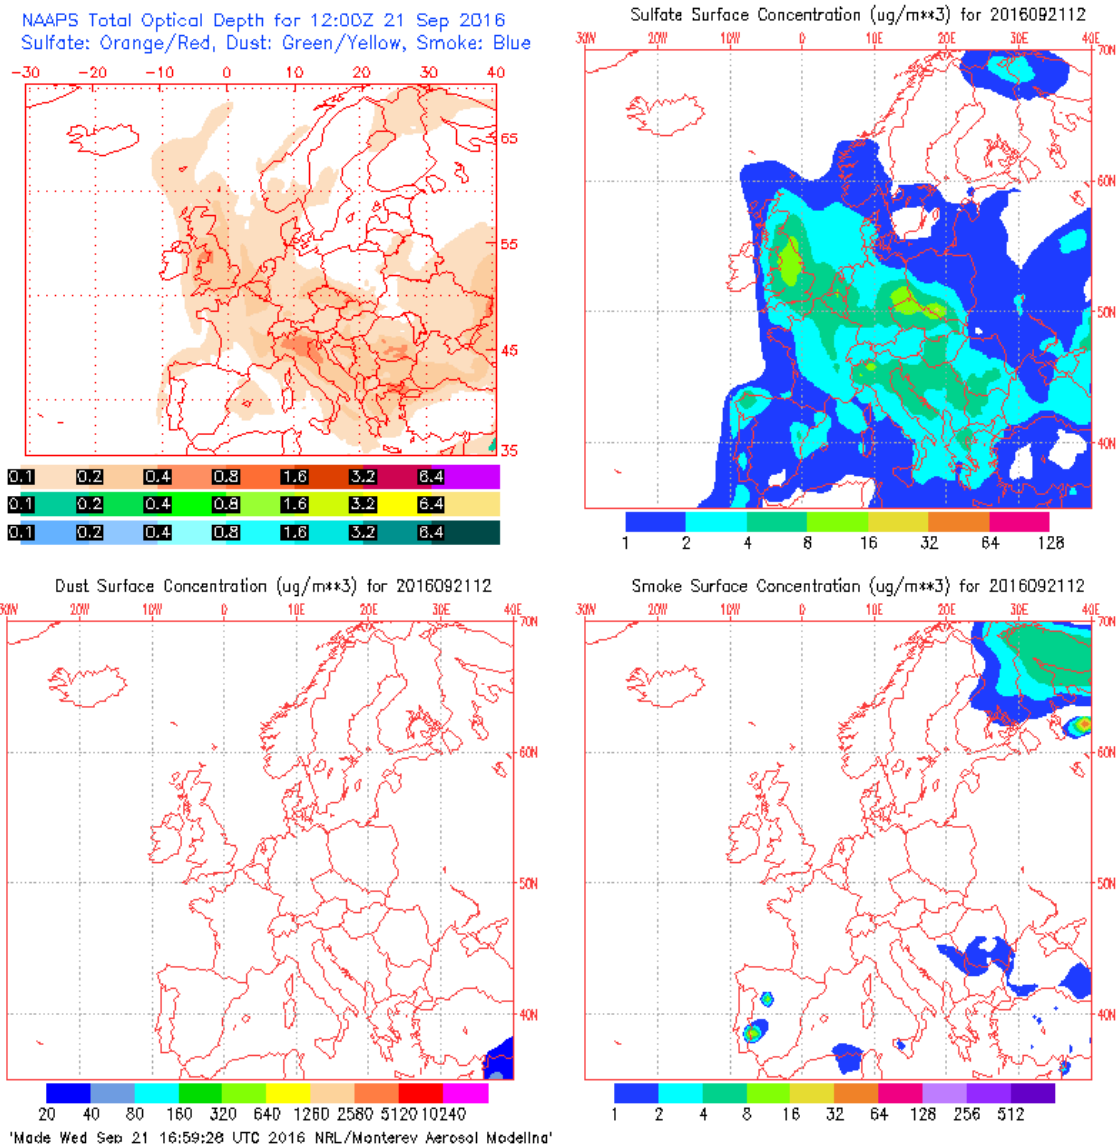 NAAPS Total Optical Depth for 12:00Z 21 Sep 2016
Sulfate: Orange/Red, Dust: Green/Yellow, Smoke: Blue
-30 -20 -10 0 10 20 30 40
65
55
45
35
0.1 0.2 0.4 0.8 1.6 3.2 6.4
0.1 0.2 0.4 0.8 1.6 3.2 6.4
0.1 0.2 0.4 0.8 1.6 3.2 6.4
Sulfate Surface Concentration (ug/m**3) for 2016092112
30W 20W 10W 0 10E 20E 30E 40E
70N
60N
50N
40N
1 2 4 8 16 32 64 128
Dust Surface Concentration (ug/m**3) for 2016092112
30W 20W 10W 0 10E 20E 30E 40E
70N
60N
50N
40N
20 40 80 160 320 640 1260 2580 5120 10240
'Made Wed Sep 21 16:59:28 UTC 2016 NRL/Monterey Aerosol Modeling'
Smoke Surface Concentration (ug/m**3) for 2016092112
30W 20W 10W 0 10E 20E 30E 40E
70N
60N
50N
40N
1 2 4 8 16 32 64 128 256 512